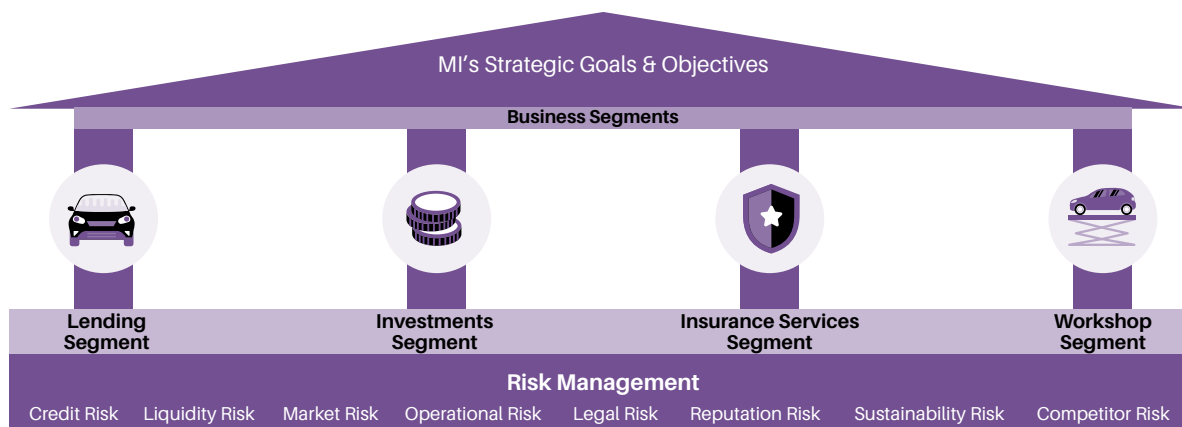 MI's Strategic Goals & Objectives
Business Segments
Lending
Segment
Investments
Segment
Insurance Services
Segment
Workshop
Segment
Risk Management
Credit Risk Liquidity Risk Market Risk Operational Risk Legal Risk Reputation Risk Sustainability Risk Competitor Risk